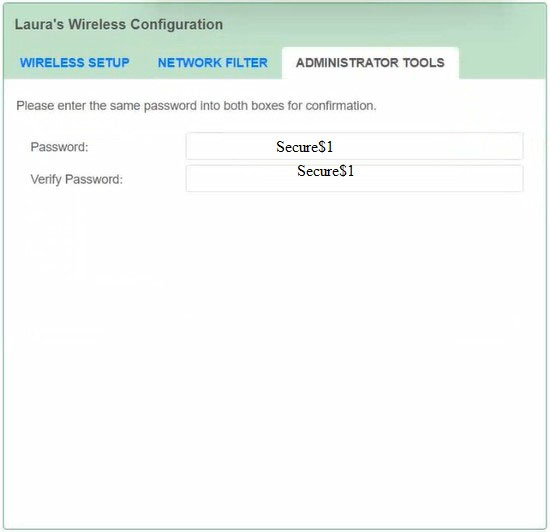 Laura's Wireless Configuration
WIRELESS SETUP NETWORK FILTER ADMINISTRATOR TOOLS
Please enter the same password into both boxes for confirmation.
Password: Secure$1
Verify Password: Secure$1